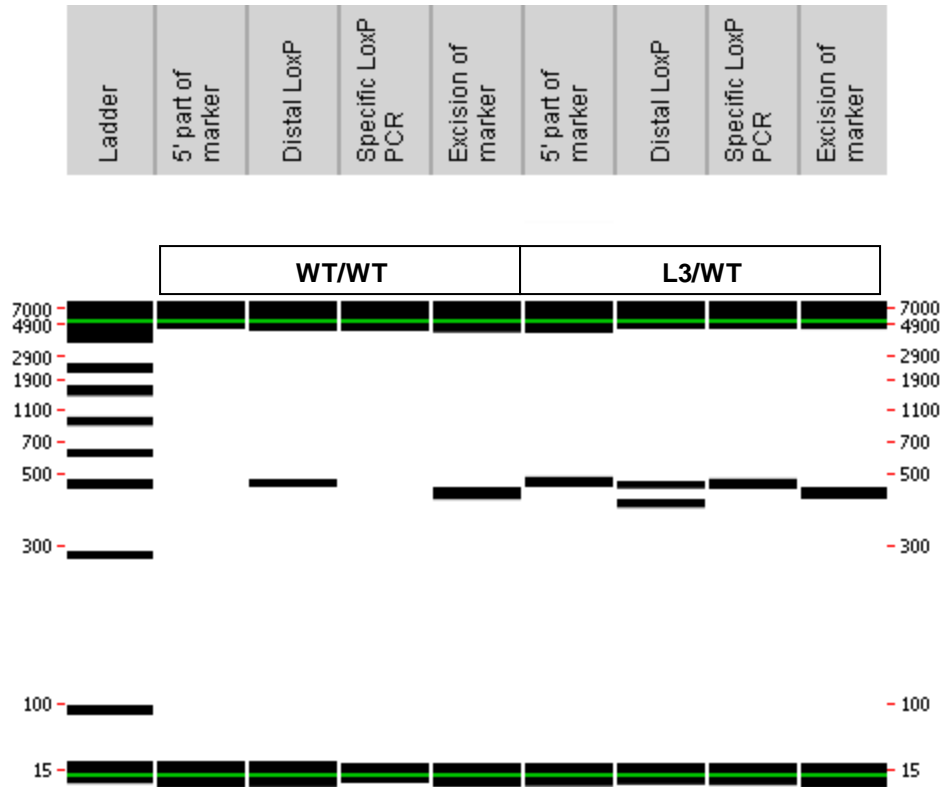 Ladder
5' part of
marker
Distal LoxP
Specific LoxP
PCR
Excision of
marker
5' part of
marker
Distal LoxP
Specific LoxP
PCR
Excision of
marker
WT/WT
L3/WT
7000
4900
2900
1900
1100
700
500
300
100
15
7000
4900
2900
1900
1100
700
500
300
100
15